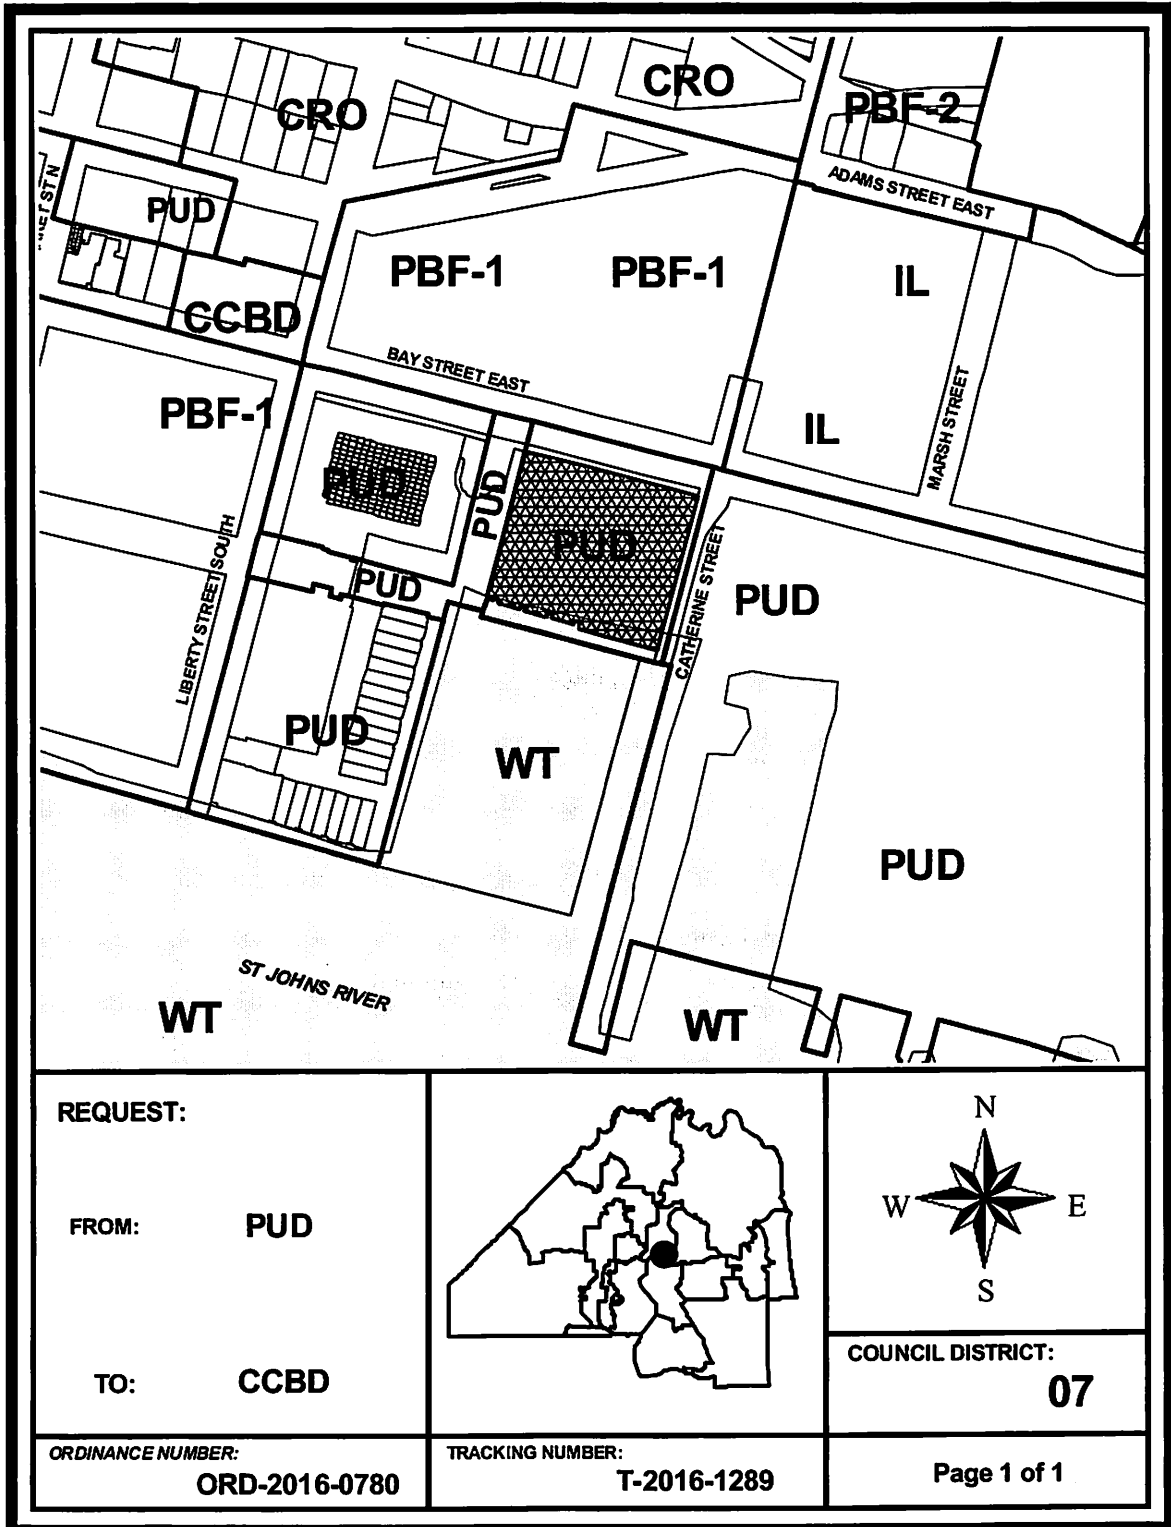 CRO
CRO
PBF-2
ADAMS STREET EAST
PUD
PBF-1
PBF-1
IL
CCBD
BAY STREET EAST
PBF-1
IL
MARSH STREET
PUD
PUD
PUD
LIBERTY STREET SOUTH
PUD
CATHERINE STREET
PUD
PUD
WT
PUD
ST JOHNS RIVER
WT
WT
REQUEST:
FROM: PUD
TO: CCBD
N
W E
S
COUNCIL DISTRICT:
07
ORDINANCE NUMBER:
ORD-2016-0780
TRACKING NUMBER:
T-2016-1289
Page 1 of 1